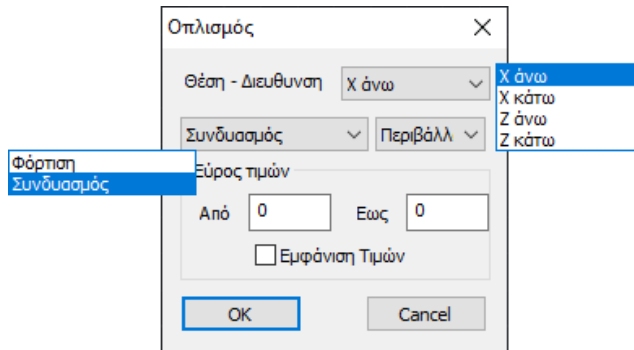 Οπλισμός
Θέση - Διευθυνση Χ άνω
Χ άνω
Χ κάτω
Ζ άνω
Ζ κάτω
Συνδυασμός Περιβάλλ
Φόρτιση
Συνδυασμός
Εύρος τιμών
Από 0 Εως 0
Εμφάνιση Τιμών
OK Cancel